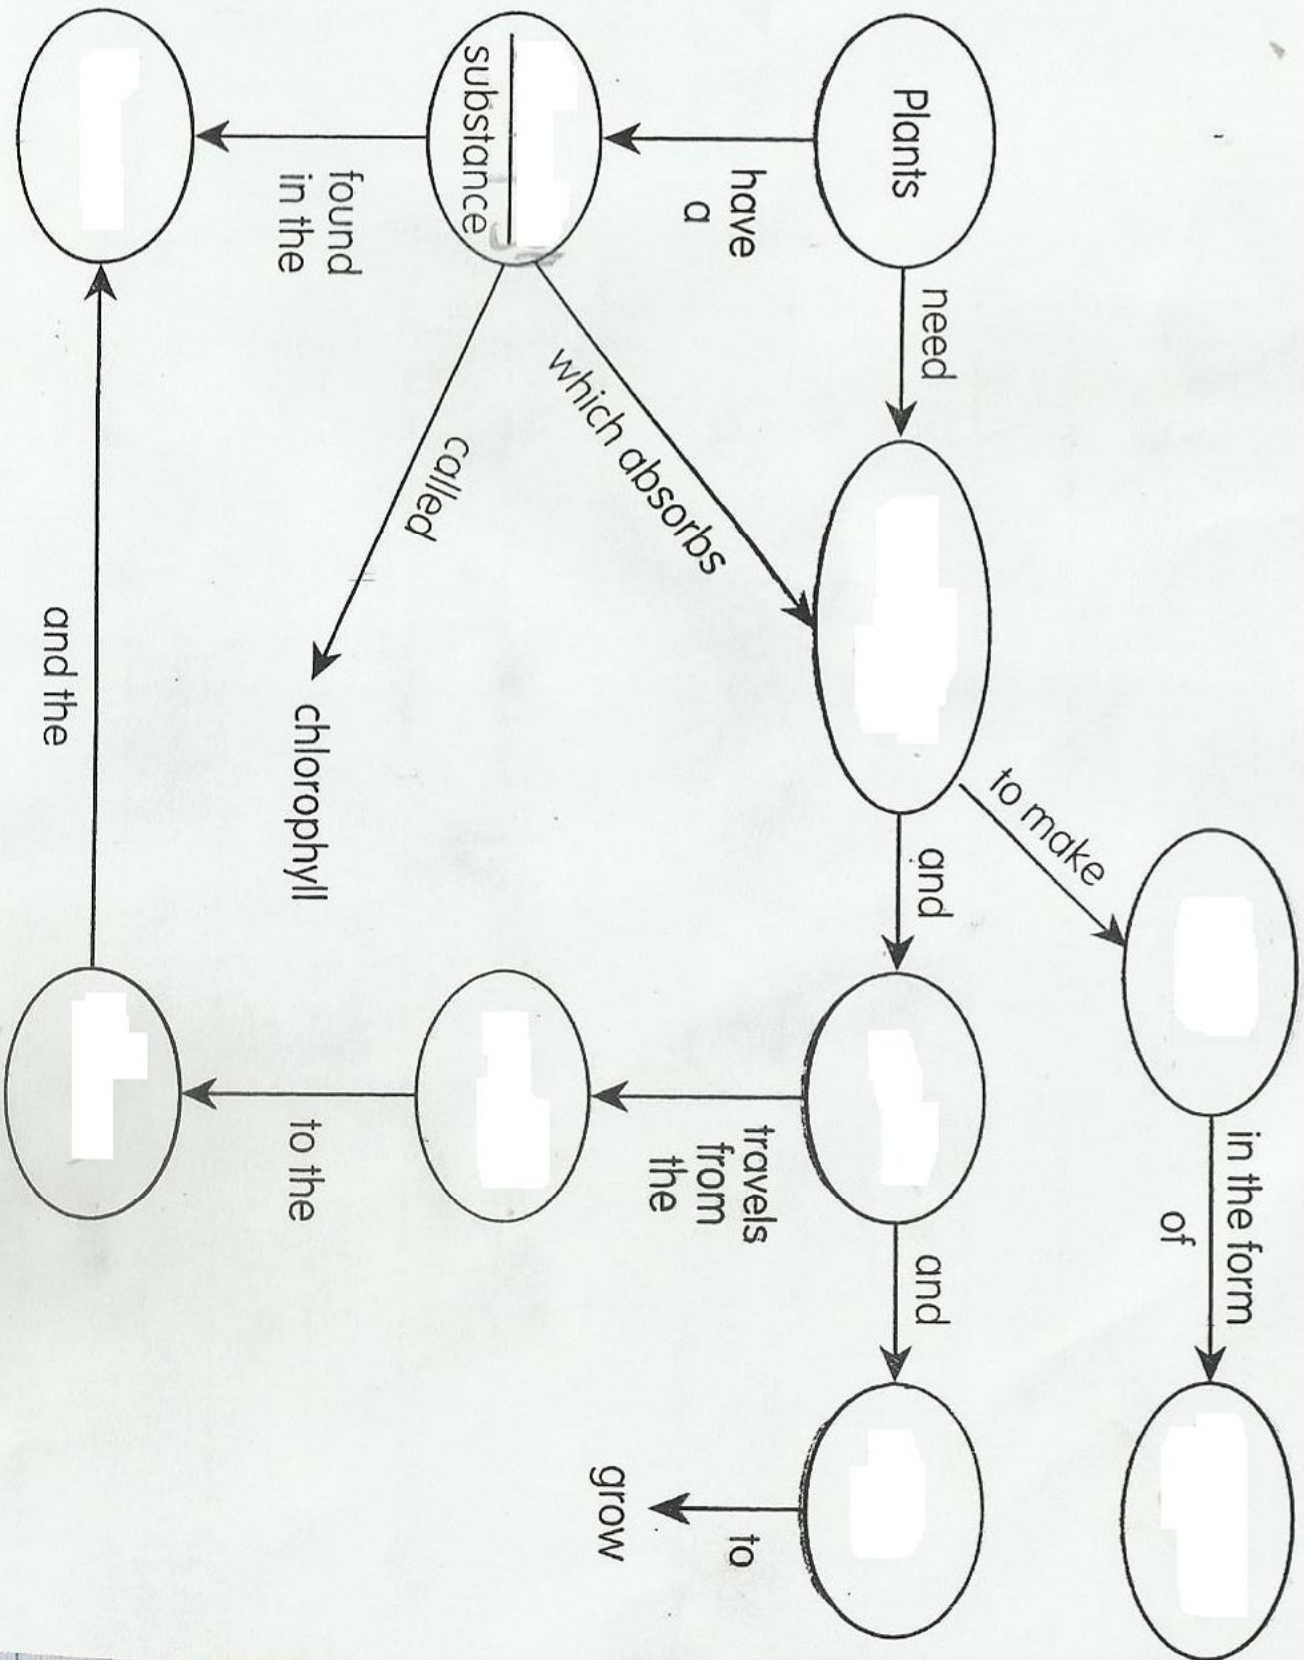 to make
in the form
of
Plants
need
and
and
have
a
which absorbs
travels
from
the
to
grow
substance
called
chlorophyll
found
in the
to the
and the